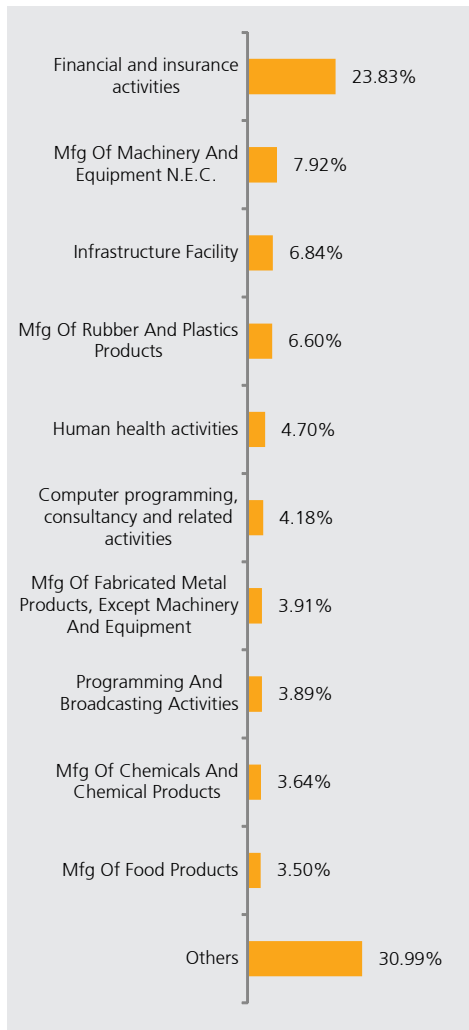 Financial and insurance
activities
23.83%
Mfg Of Machinery And
Equipment N.E.C.
7.92%
Infrastructure Facility
6.84%
Mfg Of Rubber And Plastics
Products
6.60%
Human health activities
4.70%
Computer programming,
consultancy and related
activities
4.18%
Mfg Of Fabricated Metal
Products, Except Machinery
And Equipment
3.91%
Programming And
Broadcasting Activities
3.89%
Mfg Of Chemicals And
Chemical Products
3.64%
Mfg Of Food Products
3.50%
Others
30.99%